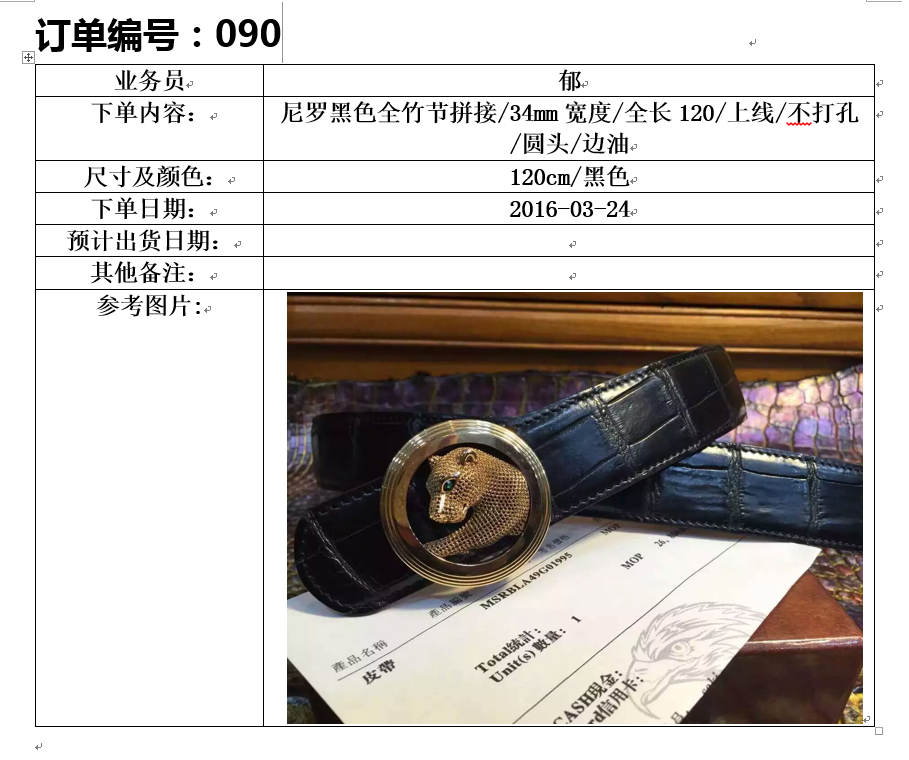 订单编号：090
业务员
郁
下单内容：
尼罗黑色全竹节拼接/34mm 宽度/全长 120/上线/不打孔
/圆头/边油
尺寸及颜色：
120cm/黑色
下单日期：
2016-03-24
预计出货日期：
其他备注：
参考图片:
產品編號
MSRBLA49G01995
MOP
MOP
產品名稱
皮帶
Total統計：
Unit(s) 數量： 1
CASH現金：
rd信用卡：